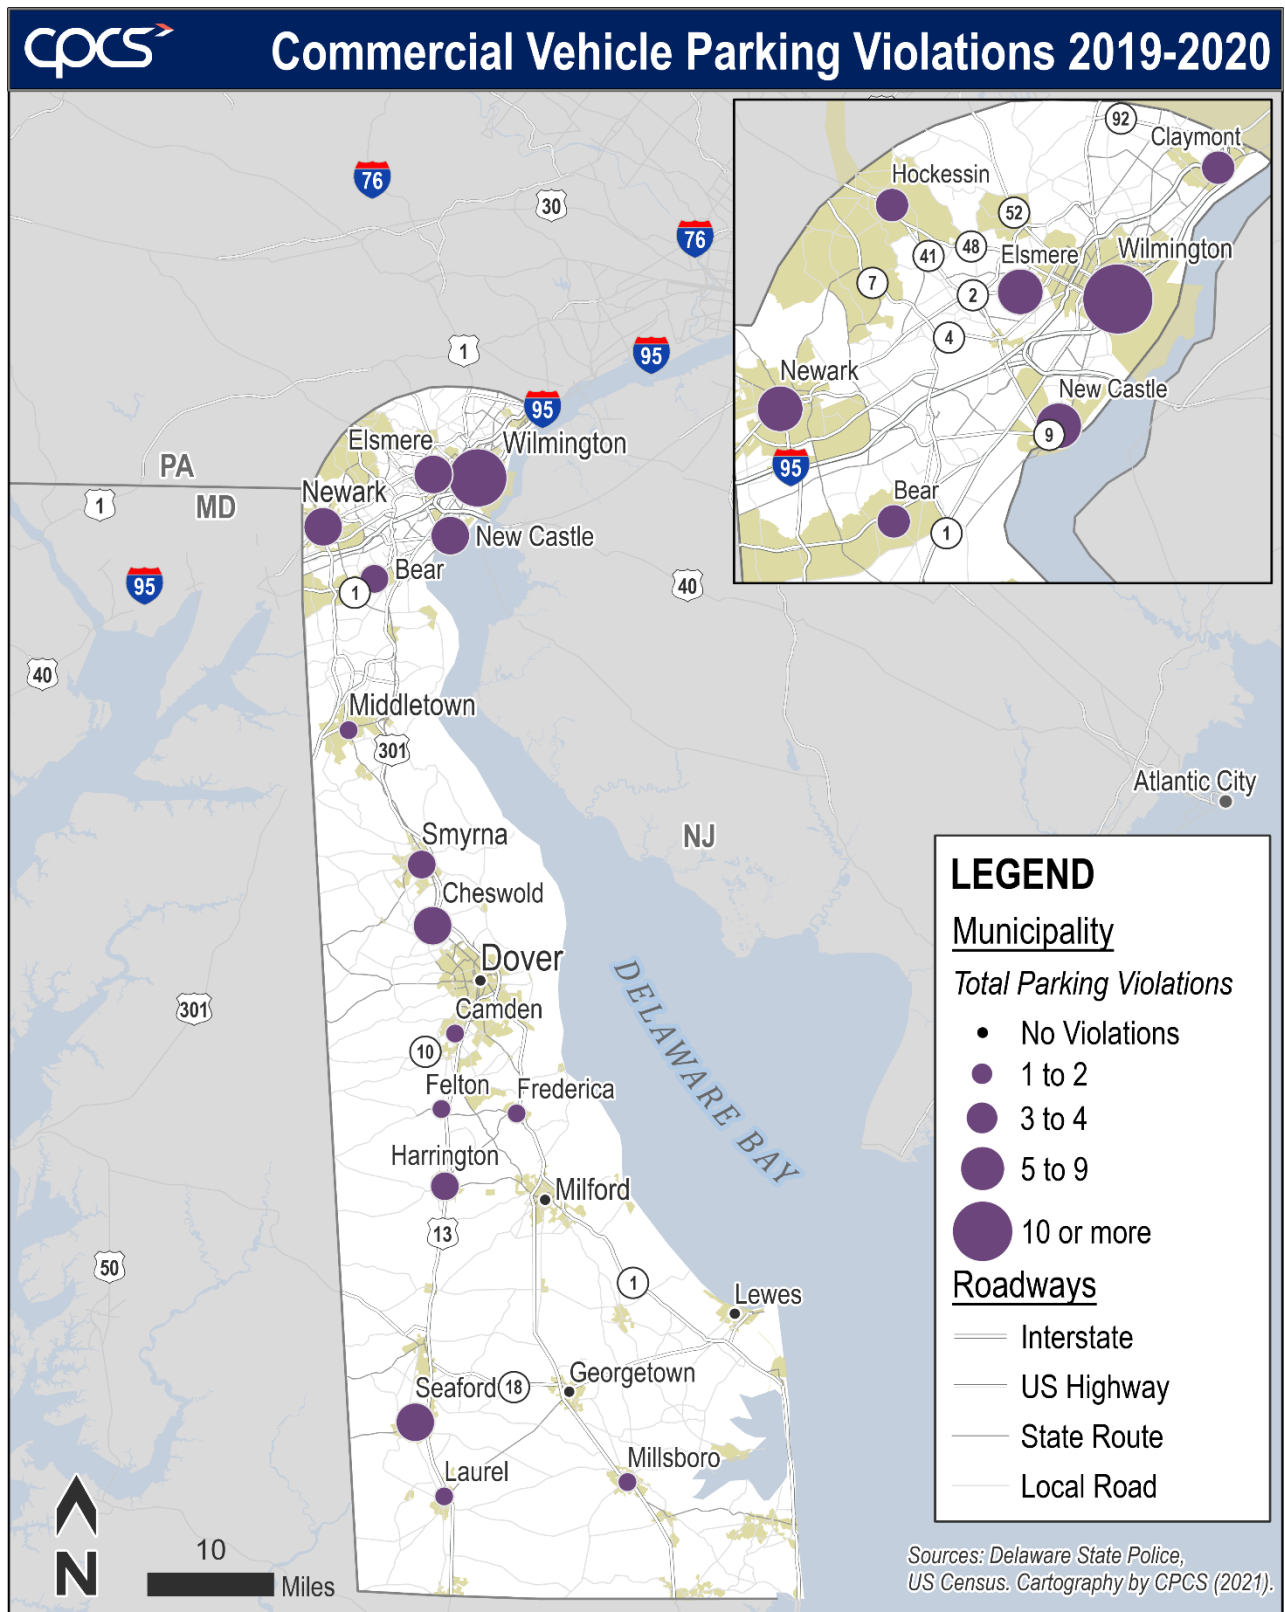 cpcs
Commercial Vehicle Parking Violations 2019-2020
76
30
76
1
95
95
Elsmere
Wilmington
PA
MD
1
Newark
New Castle
95
Bear
1
40
40
Middletown
301
Smyrna
Cheswold
Dover
Camden
301
10
Felton
Frederica
Harrington
Milford
13
50
1
Lewes
Georgetown
Seaford
18
Millsboro
Laurel
NJ
Atlantic City
DELAWARE BAY
92
Claymont
Hockessin
52
48
41
Elsmere
Wilmington
7
2
4
Newark
New Castle
9
95
Bear
1
LEGEND
Municipality
Total Parking Violations
No Violations
1 to 2
3 to 4
5 to 9
10 or more
Roadways
Interstate
US Highway
State Route
Local Road
N
10
Miles
Sources: Delaware State Police,
US Census. Cartography by CPCS (2021).